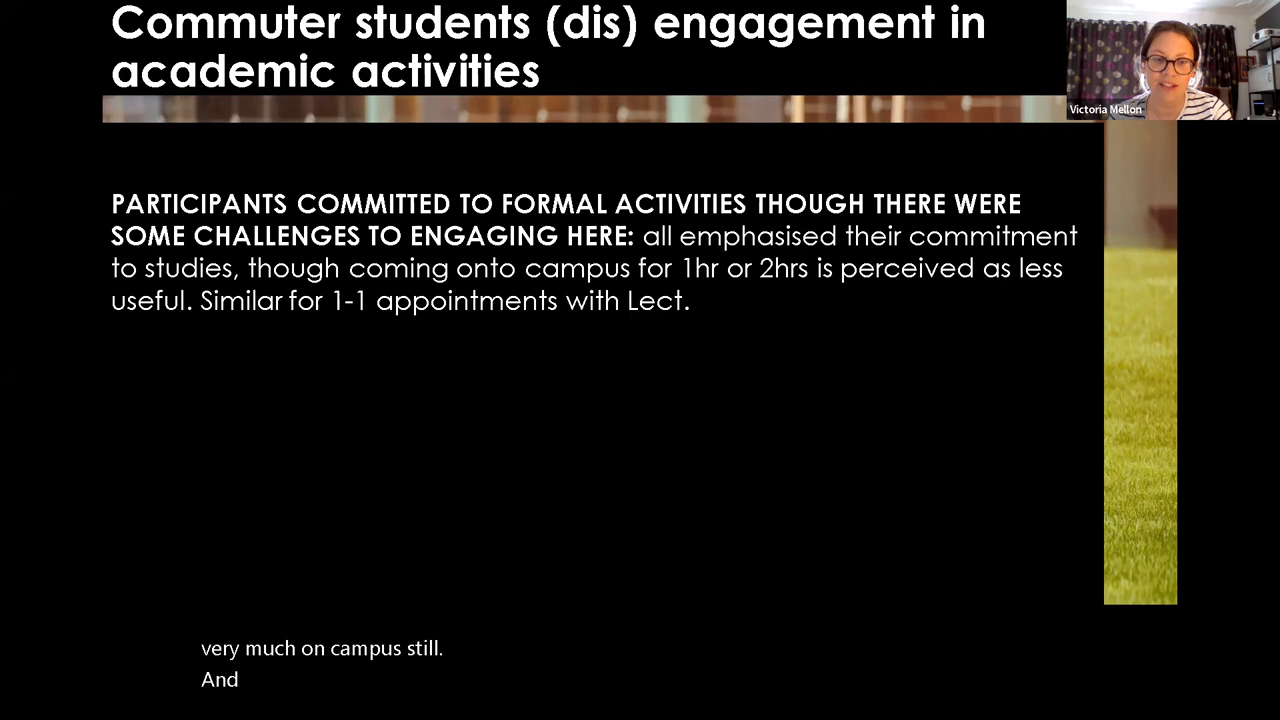 Commuter students (dis) engagement in
academic activities
Victoria Mellon
PARTICIPANTS COMMITTED TO FORMAL ACTIVITIES THOUGH THERE WERE
SOME CHALLENGES TO ENGAGING HERE: all emphasised their commitment
to studies, though coming onto campus for 1hr or 2hrs is perceived as less
useful. Similar for 1-1 appointments with Lect.
very much on campus still.
And